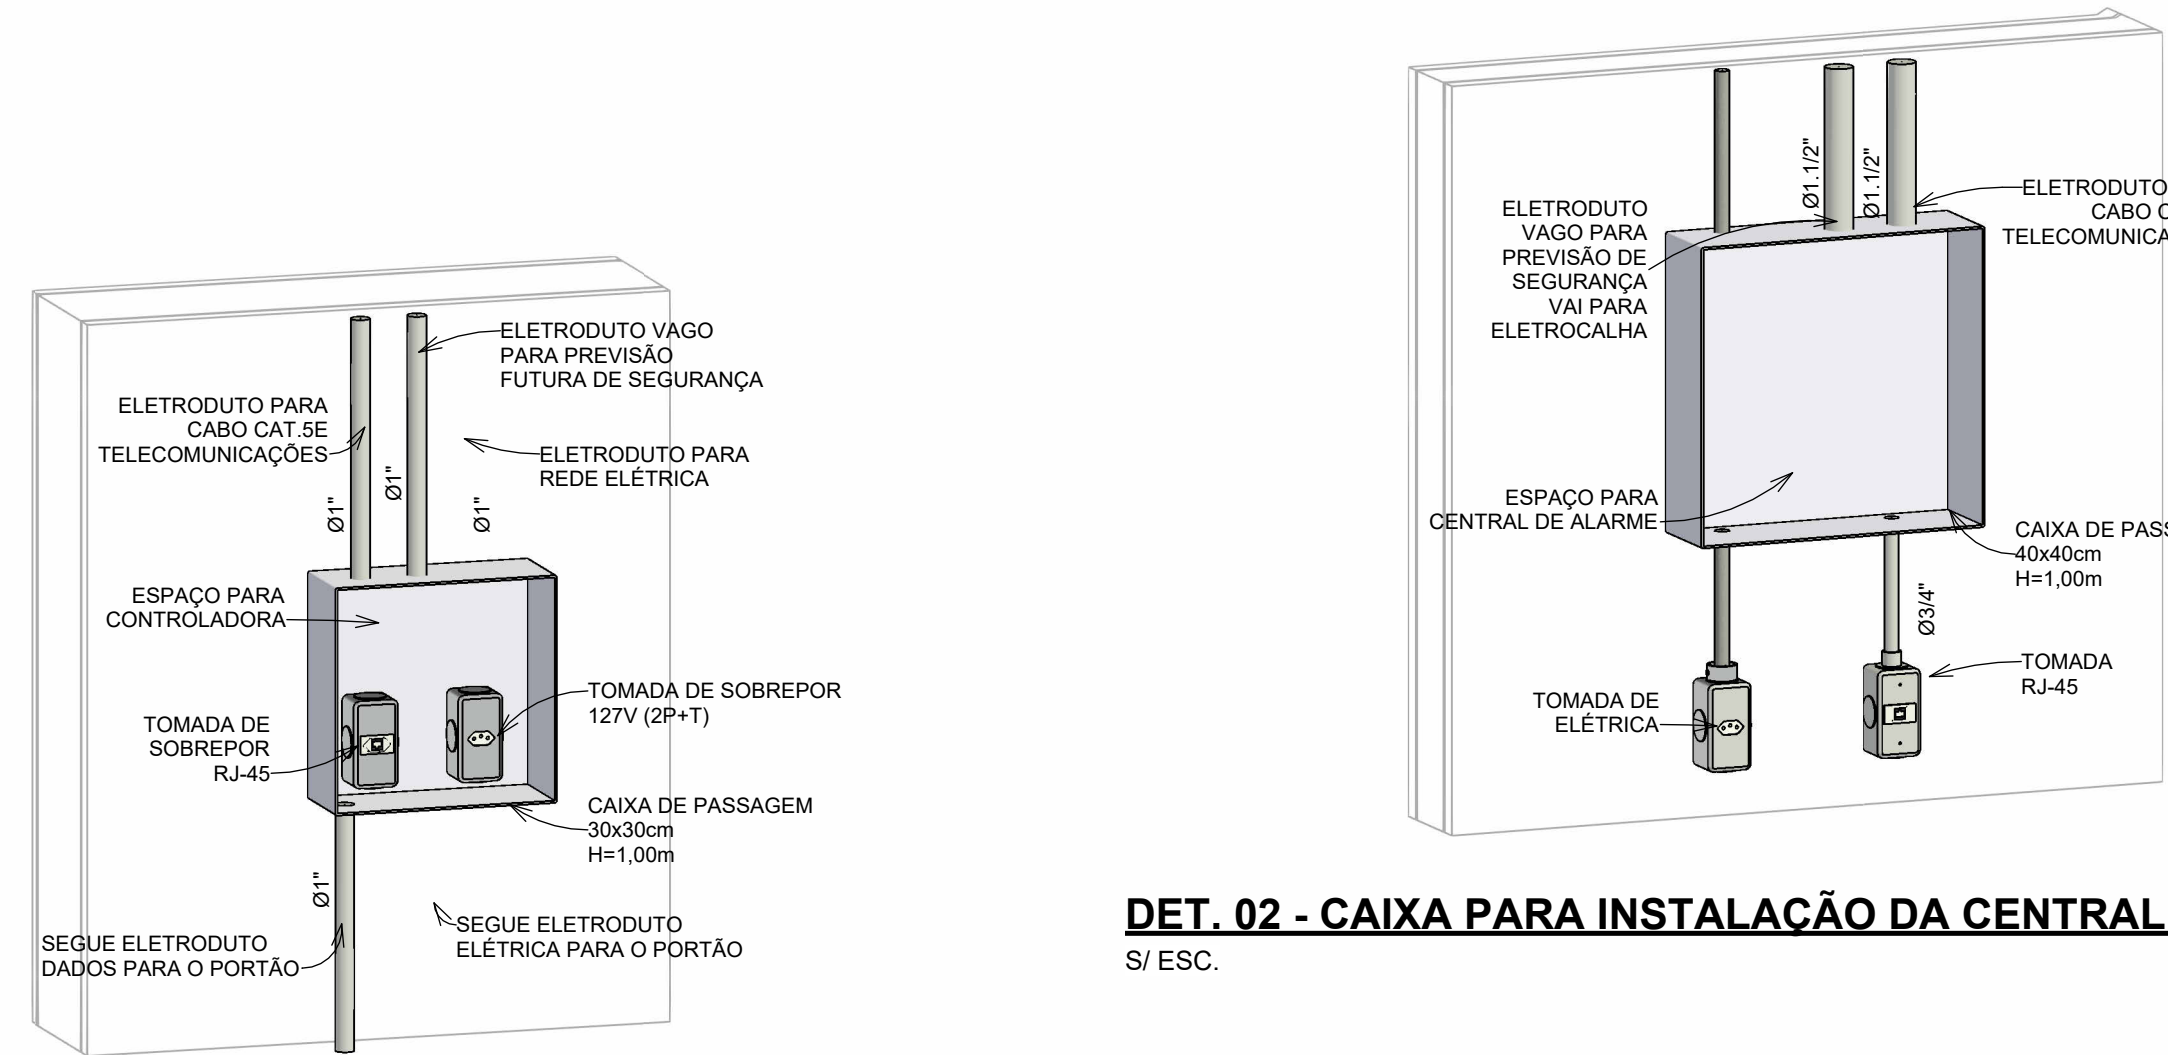 ELETRODUTO VAGO
PARA PREVISÃO
FUTURA DE SEGURANÇA
ELETRODUTO PARA
CABO CAT.5E
TELECOMUNICAÇÕES
ELETRODUTO PARA
REDE ELÉTRICA
Ø1"
Ø1"
Ø1"
ESPAÇO PARA
CONTROLADORA
TOMADA DE SOBREPOR
127V (2P+T)
TOMADA DE
SOBREPOR
RJ-45
CAIXA DE PASSAGEM
30x30cm
H=1,00m
Ø1"
SEGUE ELETRODUTO
ELÉTRICA PARA O PORTÃO
SEGUE ELETRODUTO
DADOS PARA O PORTÃO
Ø1.1/2"
Ø1.1/2"
ELETRODUTO
CABO C
TELECOMUNICA
ELETRODUTO
VAGO PARA
PREVISÃO DE
SEGURANÇA
VAI PARA
ELETROCALHA
ESPAÇO PARA
CENTRAL DE ALARME
CAIXA DE PASS
40x40cm
H=1,00m
Ø3/4"
TOMADA
RJ-45
TOMADA DE
ELÉTRICA
DET. 02 - CAIXA PARA INSTALAÇÃO DA CENTRAL
S/ ESC.